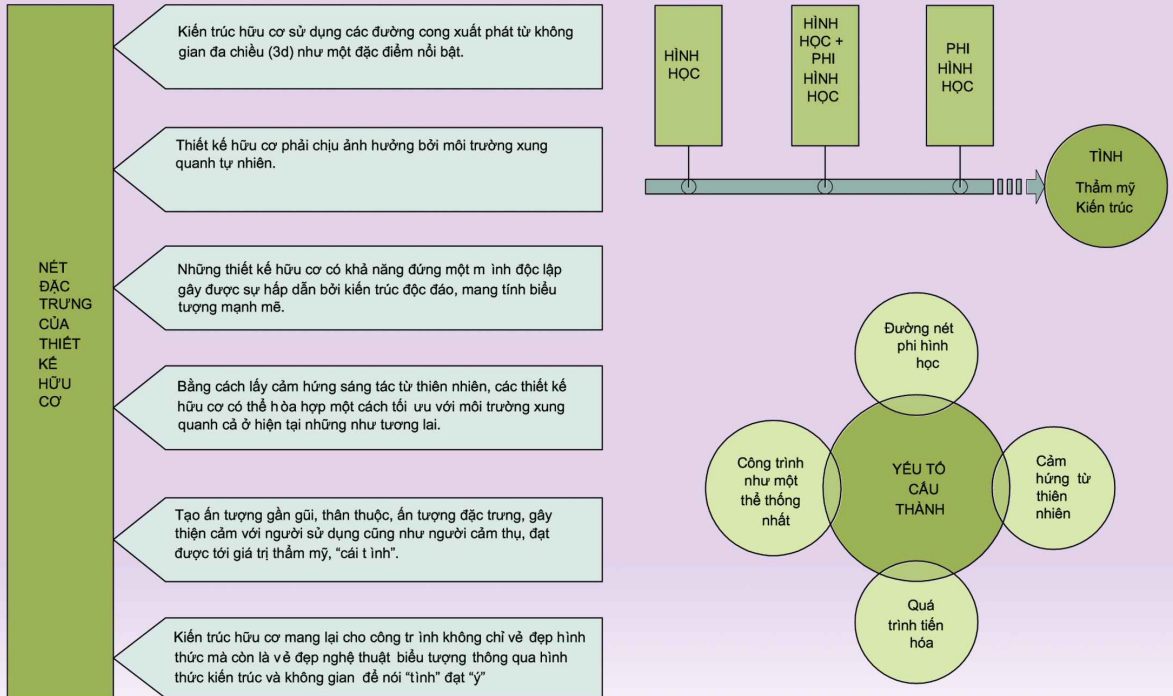 NÉT
ĐẶC
TRƯNG
CỦA
THIẾT
KẾ
HỮU
CƠ
Kiến trúc hữu cơ sử dụng các đường cong xuất phát từ không
gian đa chiều (3d) như một đặc điểm nổi bật.
Thiết kế hữu cơ phải chịu ảnh hưởng bởi môi trường xung
quanh tự nhiên.
Những thiết kế hữu cơ có khả năng đứng một m ình độc lập
gây được sự hấp dẫn bởi kiến trúc độc đáo, mang tính biểu
tượng mạnh mẽ.
Bằng cách lấy cảm hứng sáng tác từ thiên nhiên, các thiết kế
hữu cơ có thể hòa hợp một cách tối ưu với môi trường xung
quanh cả ở hiện tại những như tương lai.
Tạo ấn tượng gần gũi, thân thuộc, ấn tượng đặc trưng, gây
thiện cảm với người sử dụng cũng như người cảm thụ, đạt
được tới giá trị thẩm mỹ, “cái t ình”.
Kiến trúc hữu cơ mang lại cho công tr ình không chỉ vẻ đẹp hình
thức mà còn là vẻ đẹp nghệ thuật biểu tượng thông qua hình
thức kiến trúc và không gian để nói “tình” đạt “ý”
HÌNH
HỌC
HÌNH
HỌC +
PHI
HÌNH
HỌC
PHI
HÌNH
HỌC
TÌNH
Thẩm mỹ
Kiến trúc
Đường nét
phi hình
học
Công trình
như một
thể thống
nhất
YẾU TỐ
CẤU
THÀNH
Cảm
hứng từ
thiên
nhiên
Quá
trình tiến
hóa